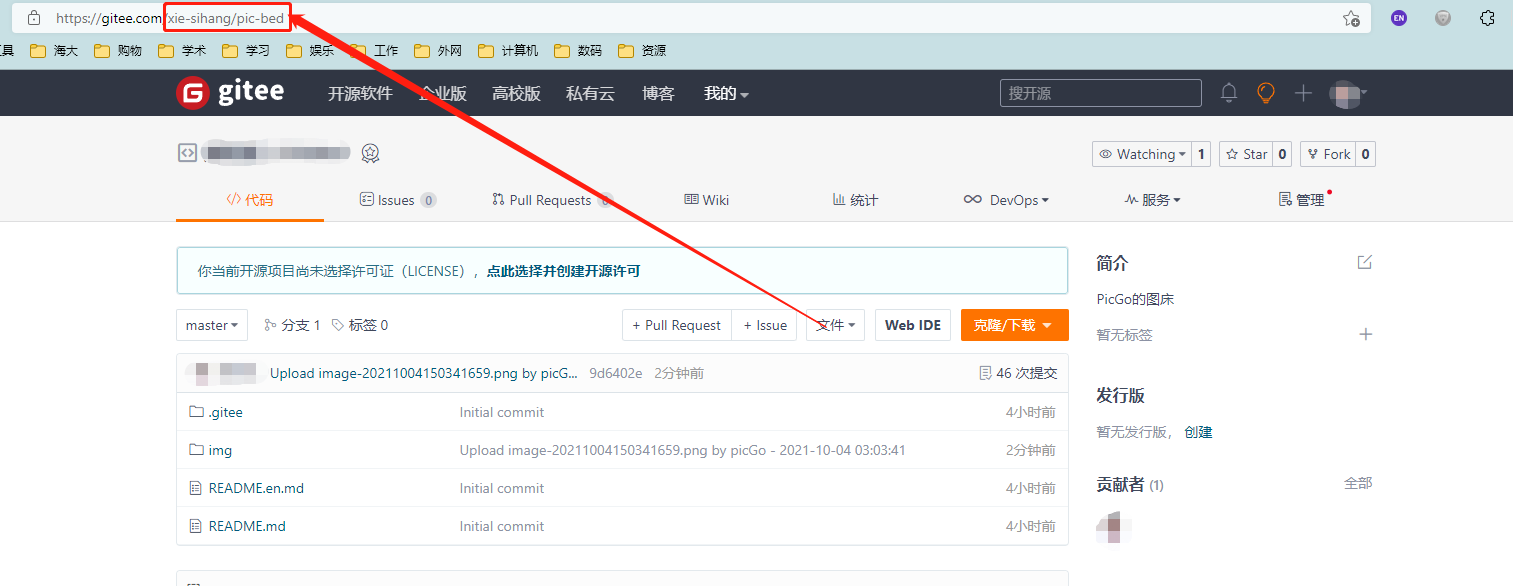 https://gitee.com/xie-sihang/pic-bed
EN
具 海大 购物 学术 学习 娱乐 工作 外网 计算机 数码 资源
G gitee 开源软件 企业版 高校版 私有云 博客 我的 搜开源
Watching 1 Star 0 Fork 0
代码 Issues 0 Pull Requests 0 Wiki 统计 DevOps 服务 管理
你当前开源项目尚未选择许可证（LICENSE），点此选择并创建开源许可
简介
PicGo的图床
master 分支 1 标签 0 + Pull Request + Issue 文件 Web IDE 克隆/下载
暂无标签
Upload image-20211004150341659.png by picG... 9d6402e 2分钟前 46 次提交
.gitee Initial commit 4小时前
img Upload image-20211004150341659.png by picGo - 2021-10-04 03:03:41 2分钟前
README.en.md Initial commit 4小时前
README.md Initial commit 4小时前
发行版
暂无发行版，创建
贡献者 (1) 全部